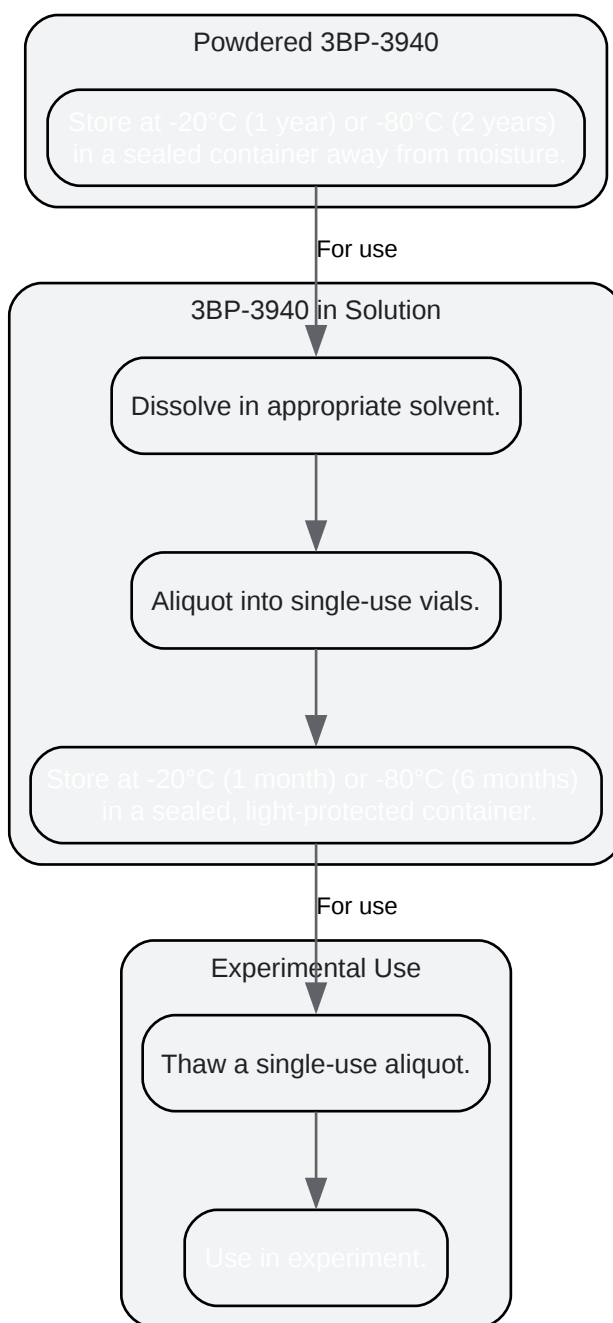 Powdered 3BP-3940
Store at -20°C (1 year) or -80°C (2 years)
in a sealed container away from moisture.
For use
3BP-3940 in Solution
Dissolve in appropriate solvent.
Aliquot into single-use vials.
Store at -20°C (1 month) or -80°C (6 months)
in a sealed, light-protected container.
For use
Experimental Use
Thaw a single-use aliquot.
Use in experiment.